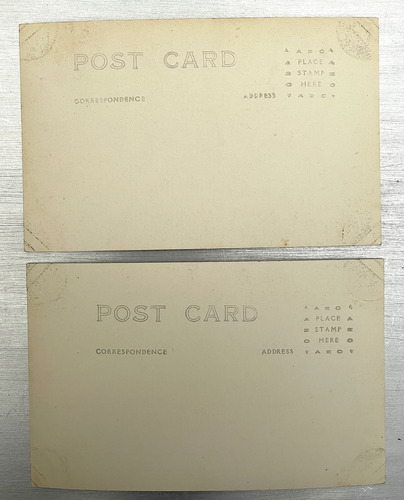 POST CARD
PLACE
STAMP
HERE
CORRESPONDENCE
ADDRESS
POST CARD
PLACE
STAMP
HERE
CORRESPONDENCE
ADDRESS